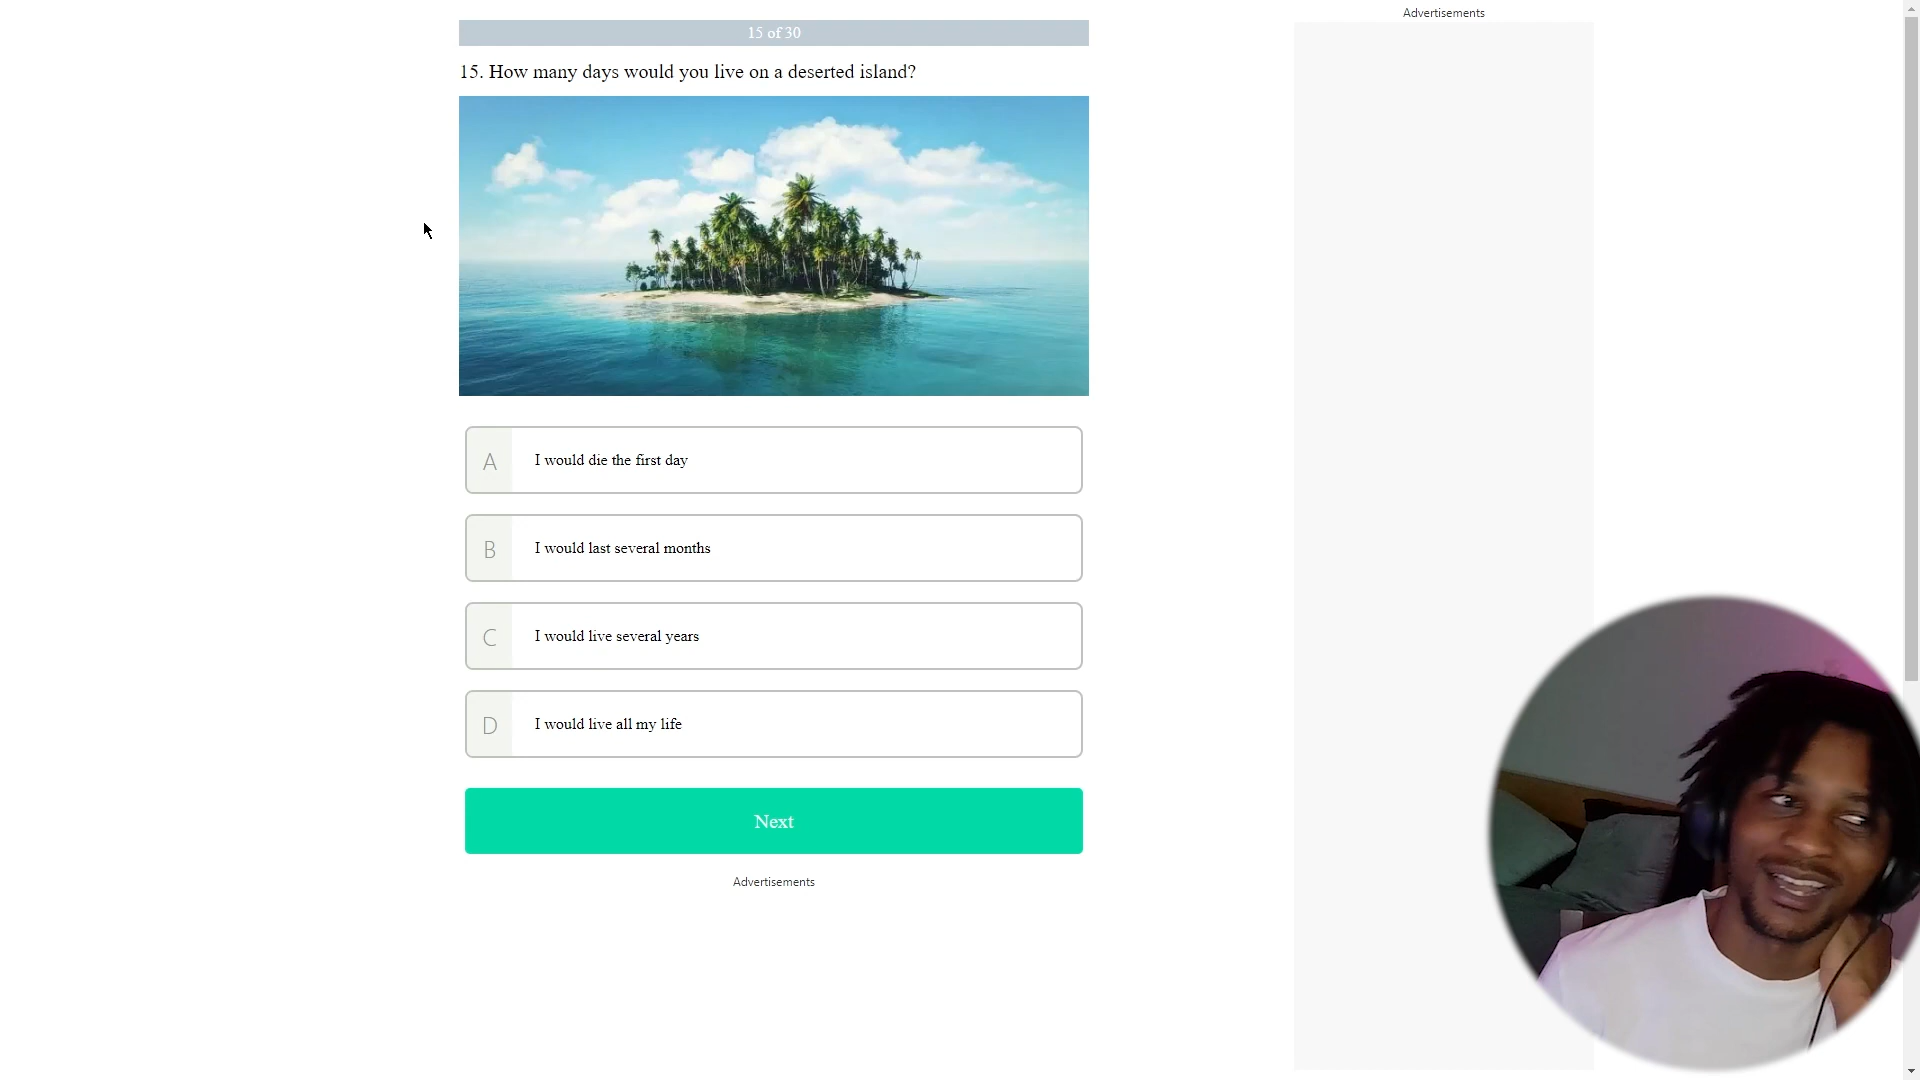 Advertisements
15 of 30
15. How many days would you live on a deserted island?
A
I would die the first day
B
I would last several months
C
I would live several years
D
I would live all my life
Next
Advertisements